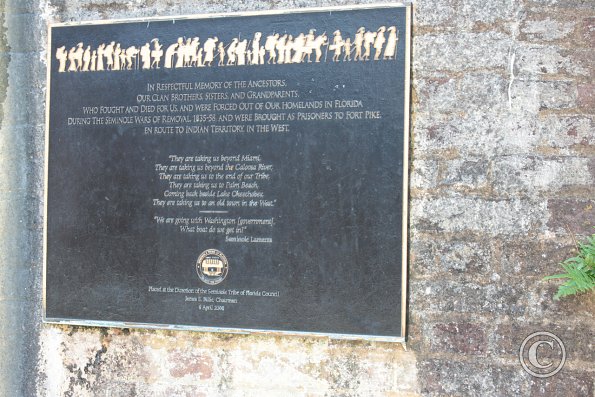 In Respectful Memory of the Ancestors,
Our Clan Brothers, Sisters, and Grandparents,
Who Fought and Died for Us, and were Forced Out of Our Homelands in Florida
During the Seminole Wars of Removal, 1835-58, and were Brought as Prisoners to Fort Pike,
en route to Indian Territory, in the West.
"They are taking us beyond Miami,
They are taking us beyond the Caloosa River,
They are taking us to the end of our Tribe,
They are taking us to Palm Beach,
Coming back beside Lake Okeechobee,
They are taking us to an old town in the West."
"We are going with Washington [government].
What boat do we get in?"
Seminole Laments
Placed at the Direction of the Seminole Tribe of Florida Council
James E. Billie, Chairman
©